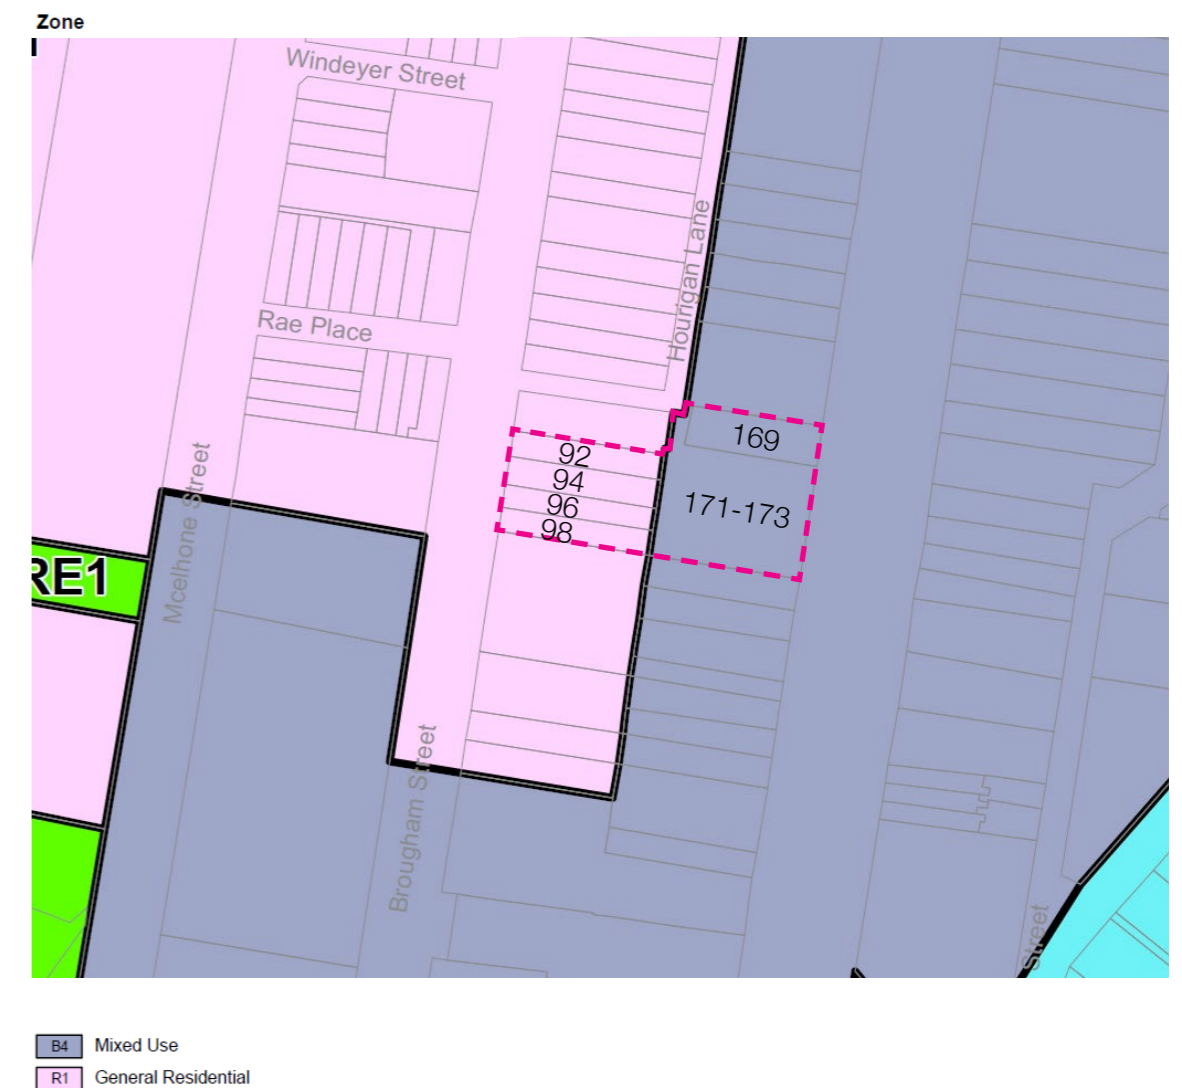 Zone
Windeyer Street
Hourigan Lane
Rae Place
169
92
94
171-173
96
98
Mcelhone Street
RE1
Brougham Street
Street
B4 Mixed Use
R1 General Residential